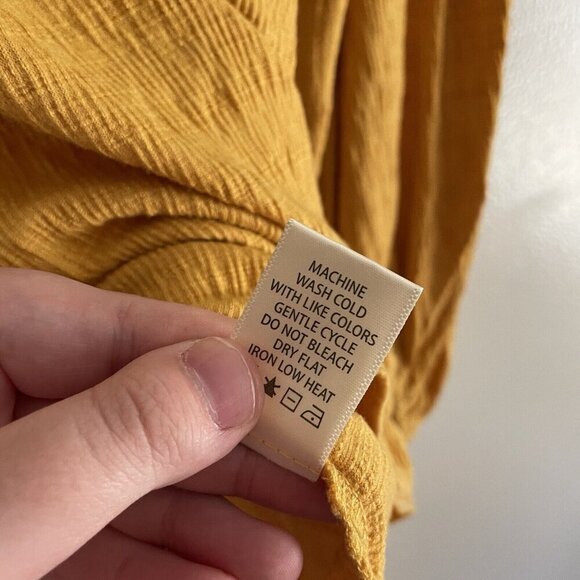 MACHINE
WASH COLD
WITH LIKE COLORS
GENTLE CYCLE
DO NOT BLEACH
DRY FLAT
IRON LOW HEAT